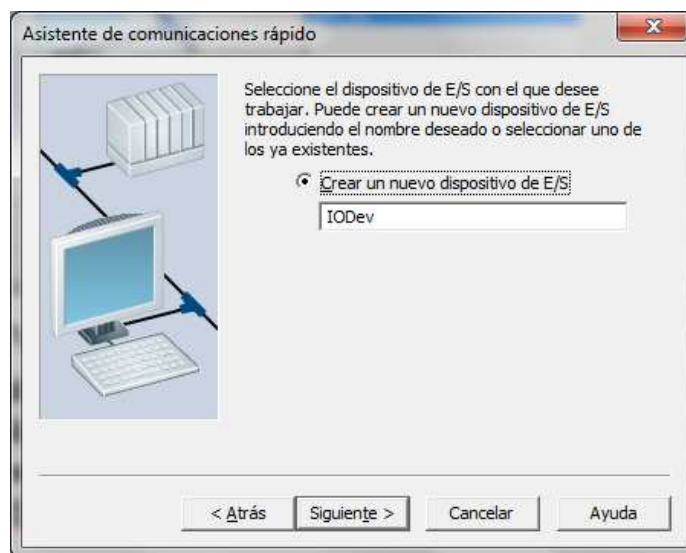 Asistente de comunicaciones rápido
Seleccione el dispositivo de E/S con el que desee
trabajar. Puede crear un nuevo dispositivo de E/S
introduciendo el nombre deseado o seleccionar uno de
los ya existentes.
Crear un nuevo dispositivo de E/S
IODev
< Atrás Siguiente > Cancelar Ayuda